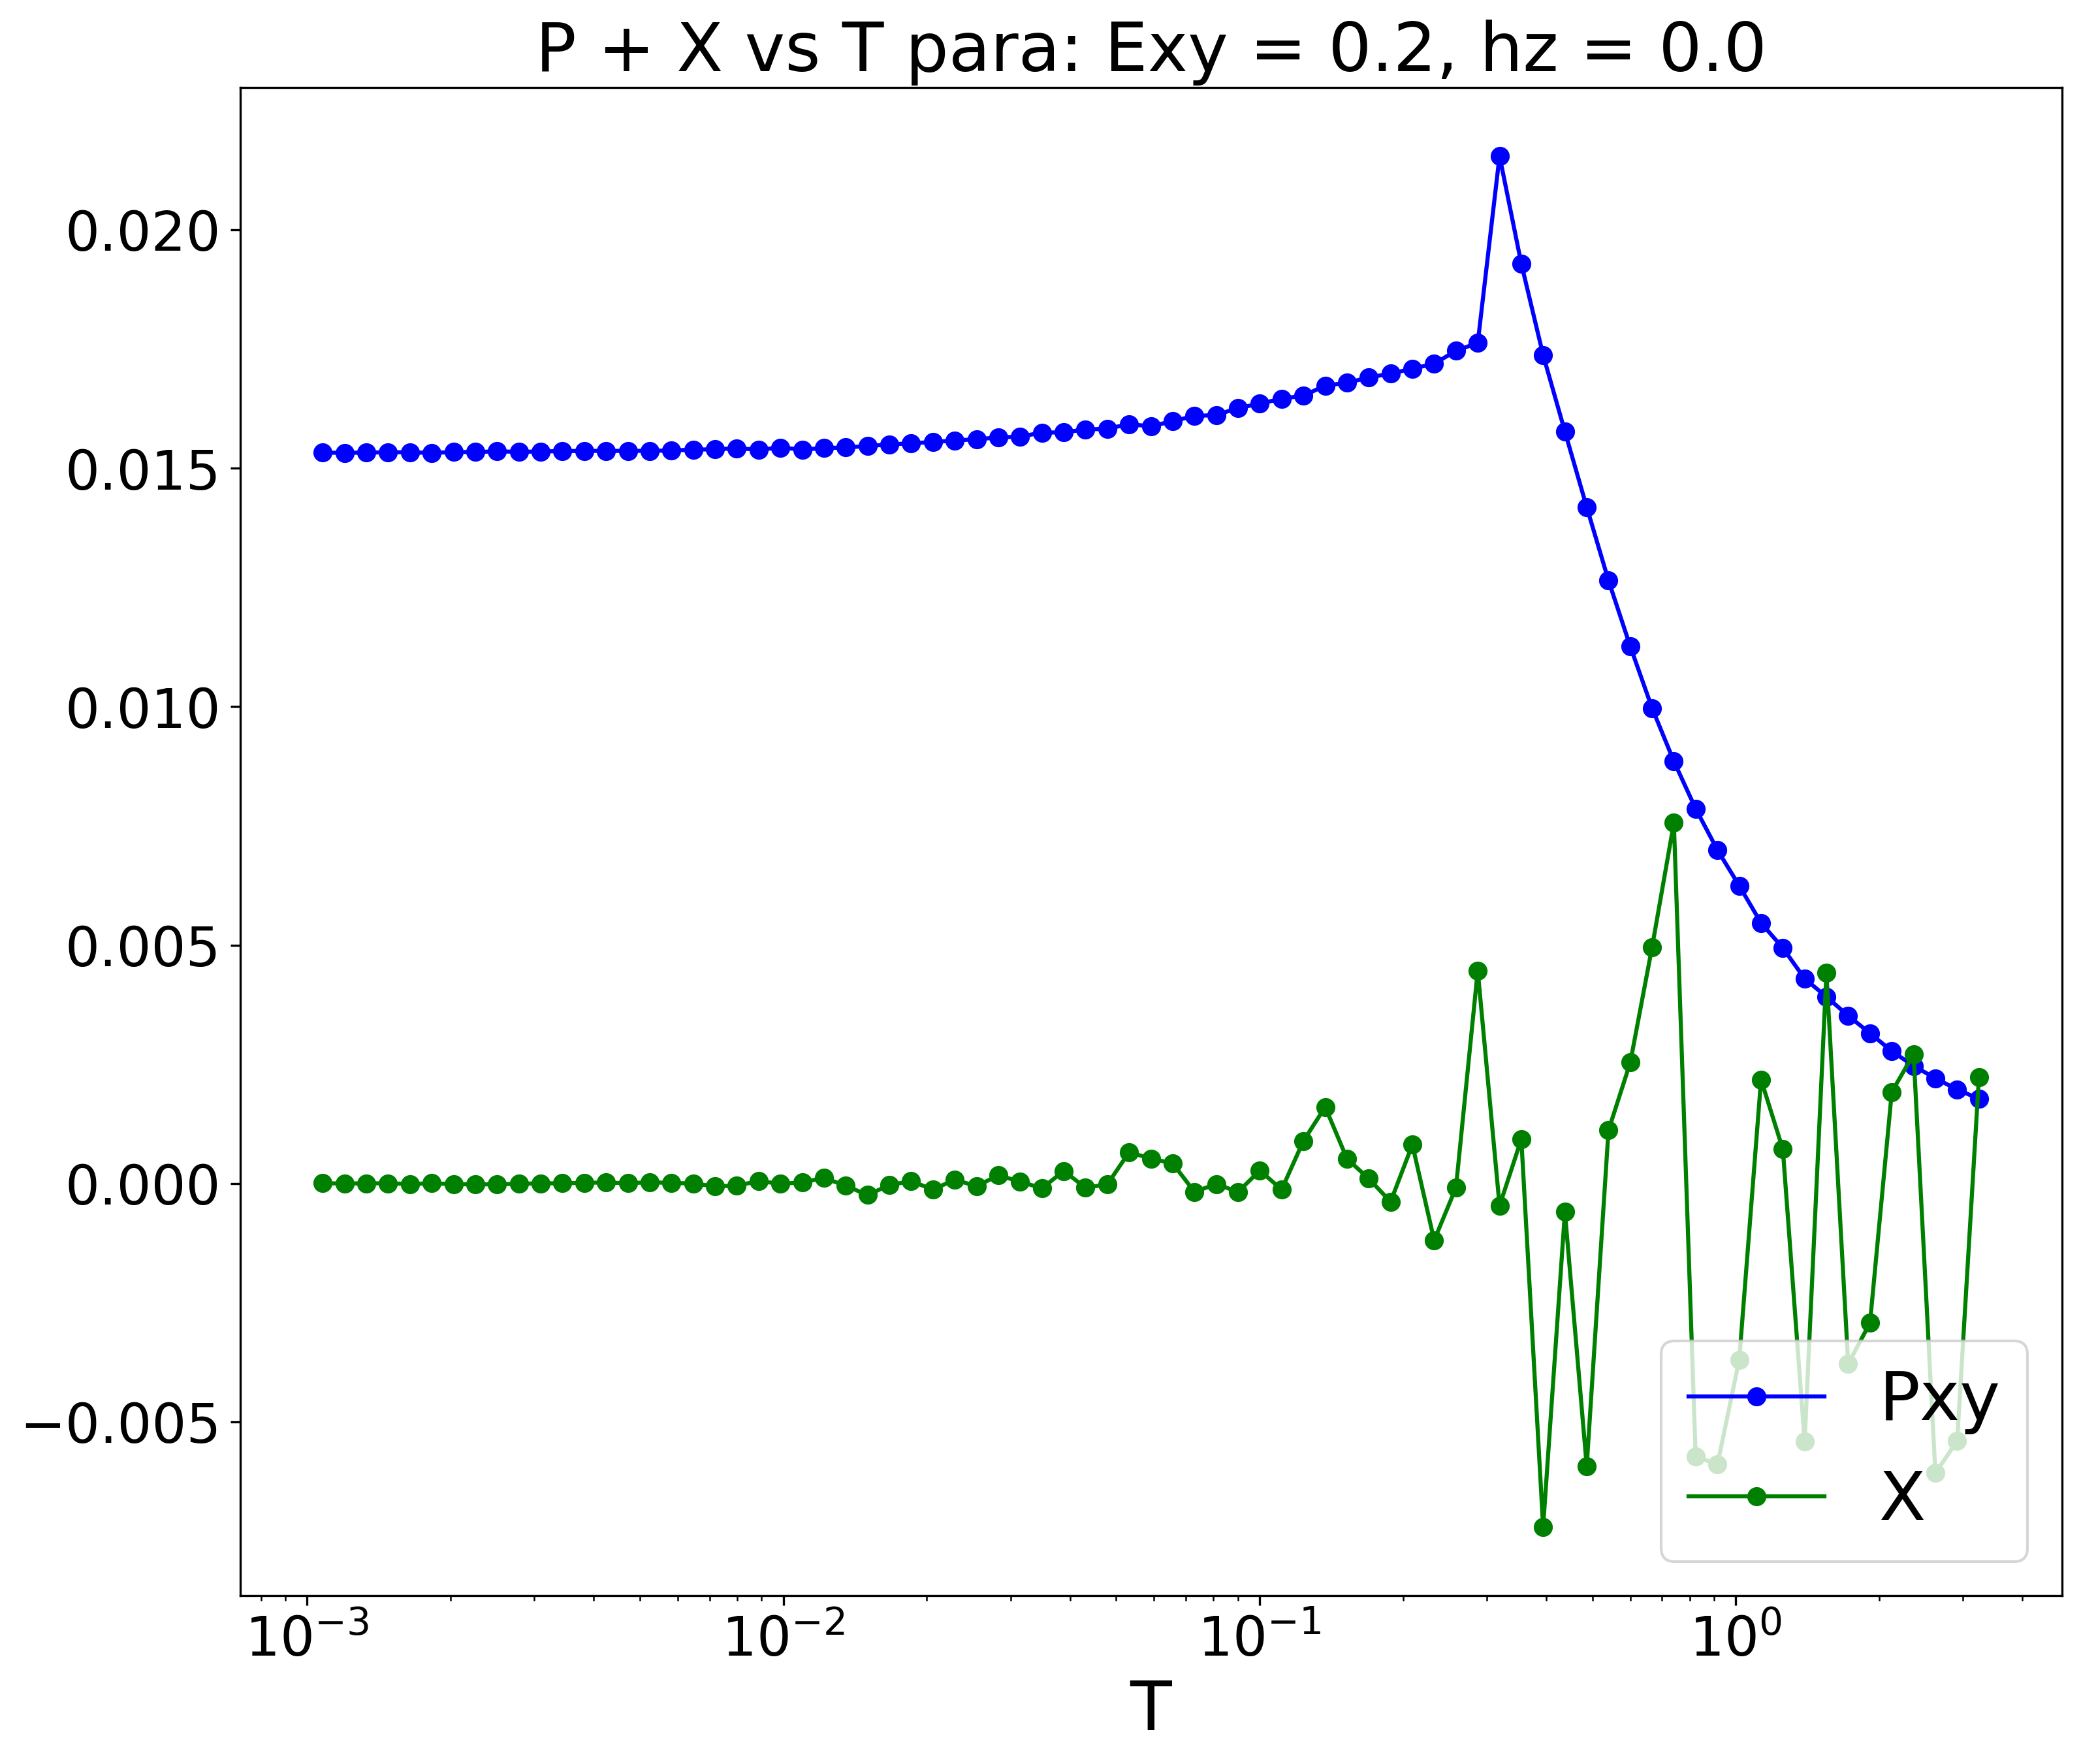 P + X vs T para: Exy = 0.2, hz = 0.0
0.020
0.015
0.010
0.005
0.000
−0.005
Pxy
X
10⁻³ 10⁻² 10⁻¹ 10⁰
T